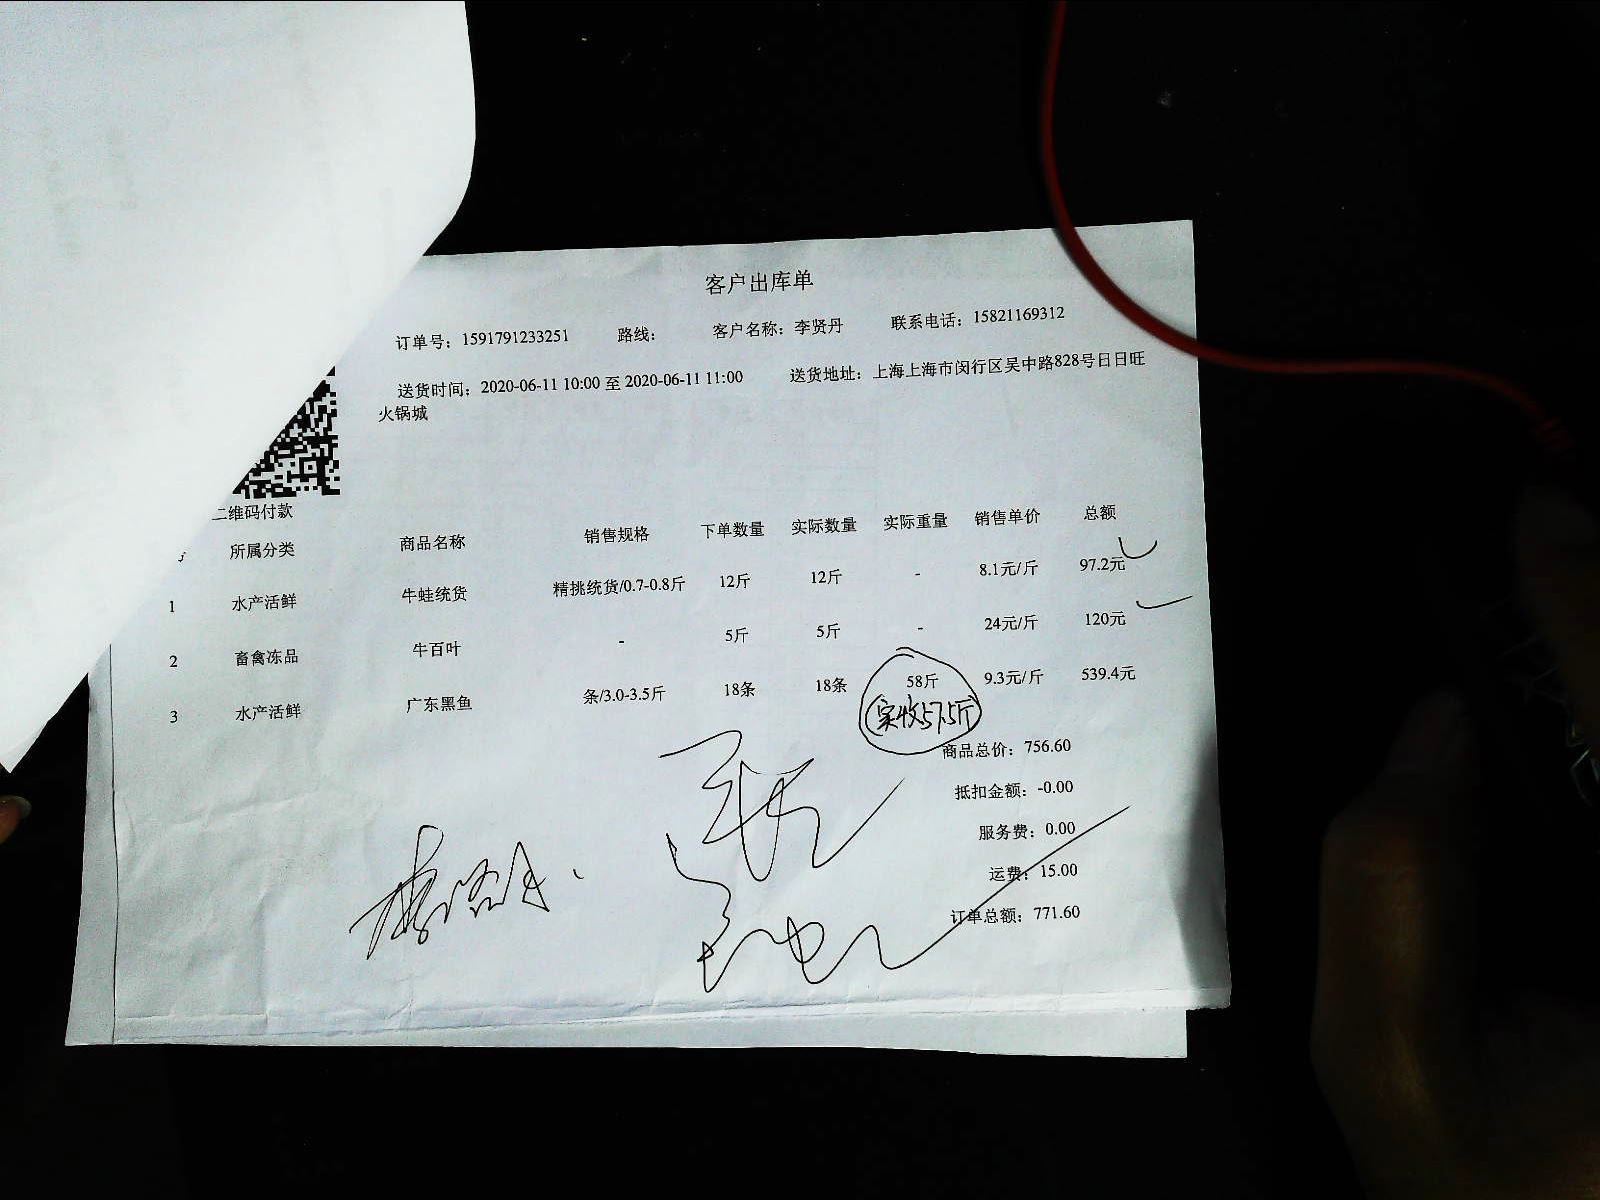 客户出库单
订单号：1591791233251 路线： 客户名称：李贤丹 联系电话：15821169312
送货时间：2020-06-11 10:00 至 2020-06-11 11:00 送货地址：上海上海市闵行区吴中路828号日日旺
火锅城
二维码付款
所属分类 商品名称 销售规格 下单数量 实际数量 实际重量 销售单价 总额
1 水产活鲜 牛蛙统货 精挑统货/0.7-0.8斤 12斤 12斤 - 8.1元/斤 97.2元
2 畜禽冻品 牛百叶 - 5斤 5斤 - 24元/斤 120元
3 水产活鲜 广东黑鱼 条/3.0-3.5斤 18条 18条 58斤 9.3元/斤 539.4元
实收57.5斤
商品总价：756.60
抵扣金额：-0.00
服务费：0.00
运费：15.00
订单总额：771.60